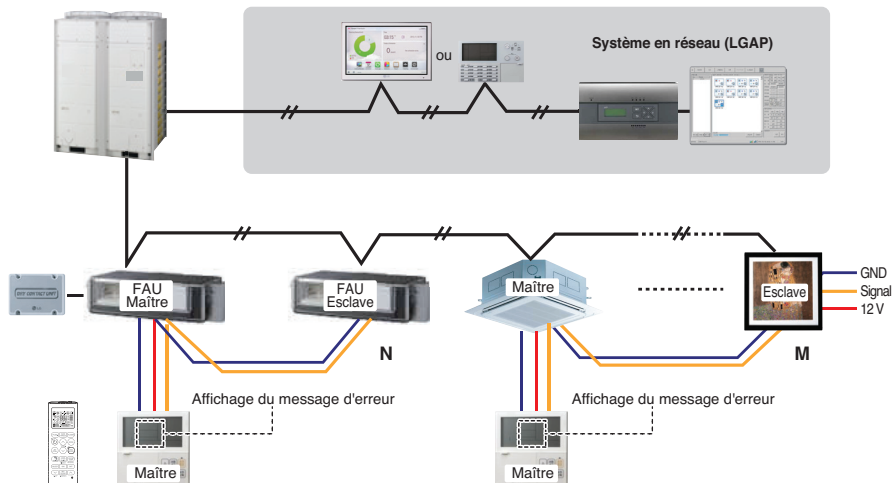 ou
Système en réseau (LGAP)
FAU
Maître
FAU
Esclave
Maître
Esclave
GND
Signal
12 V
N
M
Affichage du message d'erreur
Affichage du message d'erreur
Maître
Maître